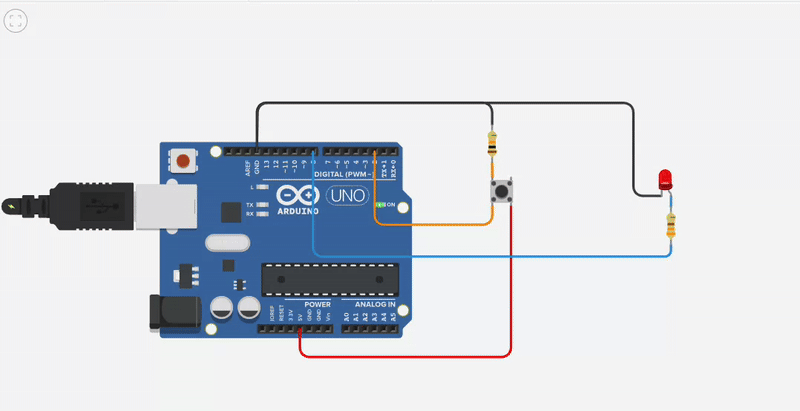 AREF
GND
13
12
~11
~10
~9
8
7
~6
~5
4
~3
2
TX→1
RX←0
DIGITAL (PWM~)
L
TX
RX
ARDUINO
UNO
ON
POWER
ANALOG IN
IOREF
RESET
3.3V
5V
GND
GND
Vin
A0
A1
A2
A3
A4
A5